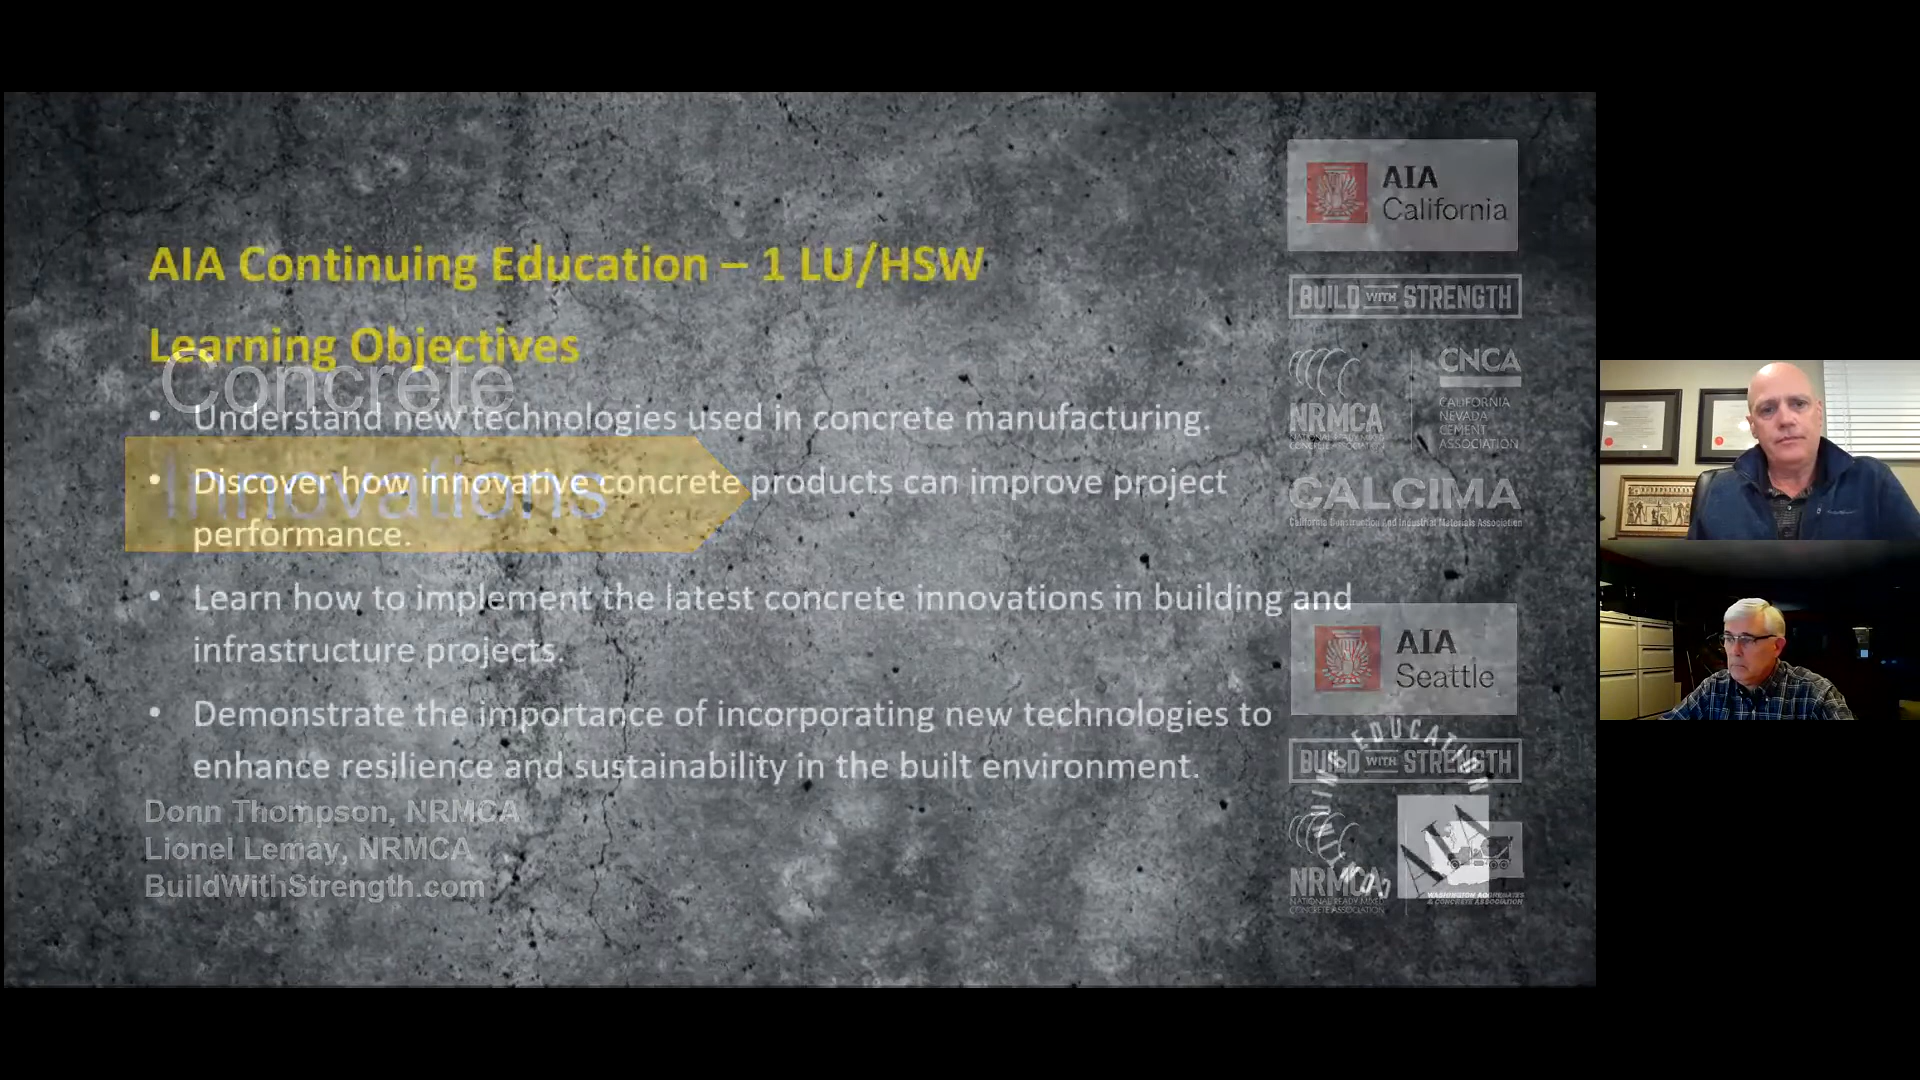 AIA Continuing Education – 1 LU/HSW
Learning Objectives
Concrete
• Understand new technologies used in concrete manufacturing.
Innovations
• Discover how innovative concrete products can improve project
performance.
• Learn how to implement the latest concrete innovations in building and
infrastructure projects.
• Demonstrate the importance of incorporating new technologies to
enhance resilience and sustainability in the built environment.
Donn Thompson, NRMCA
Lionel Lemay, NRMCA
BuildWithStrength.com
AIA
California
BUILD WITH STRENGTH
NRMCA
NATIONAL READY MIXED
CONCRETE ASSOCIATION
CNCA
CALIFORNIA
NEVADA
CEMENT
ASSOCIATION
CALCIMA
California Construction And Industrial Materials Association
AIA
Seattle
BUILD WITH STRENGTH
NRMCA
NATIONAL READY MIXED
CONCRETE ASSOCIATION
CONTINUING EDUCATION
AIA
WASHINGTON AGGREGATES
& CONCRETE ASSOCIATION